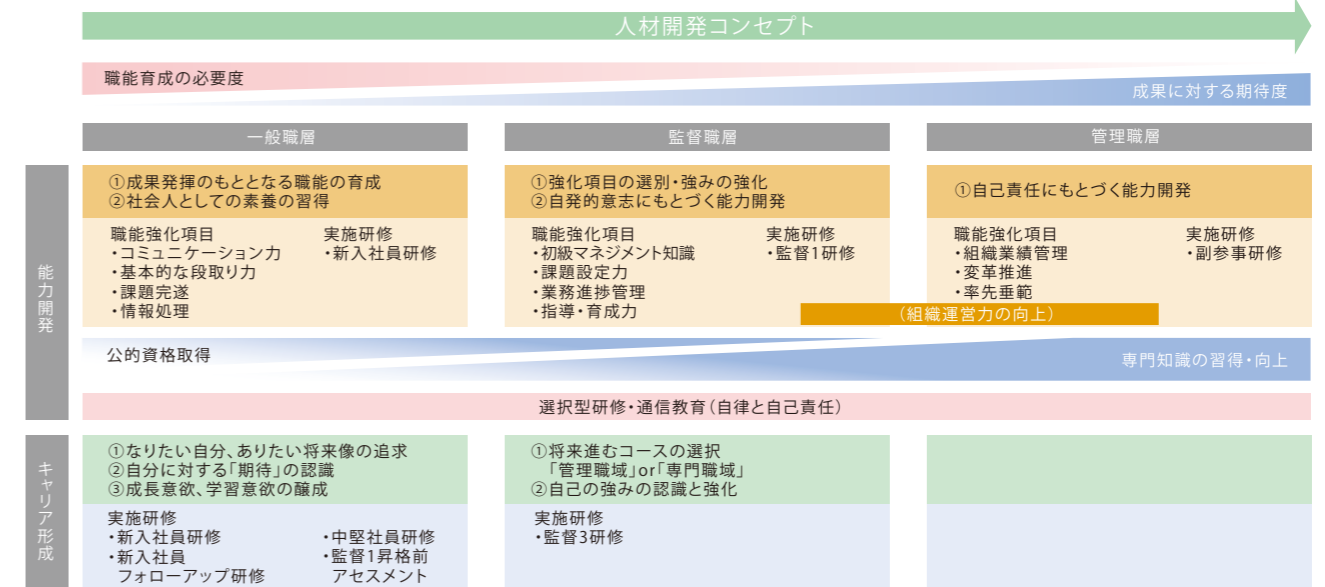 人材開発コンセプト
職能育成の必要度
成果に対する期待度
一般職層
監督職層
管理職層
能力開発
①成果発揮のもととなる職能の育成
②社会人としての素養の習得
職能強化項目
・コミュニケーション力
・基本的な段取り力
・課題完遂
・情報処理
実施研修
・新入社員研修
①強化項目の選別・強みの強化
②自発的意志にもとづく能力開発
職能強化項目
・初級マネジメント知識
・課題設定力
・業務進捗管理
・指導・育成力
実施研修
・監督1研修
①自己責任にもとづく能力開発
職能強化項目
・組織業績管理
・変革推進
・率先垂範
実施研修
・副参事研修
（組織運営力の向上）
公的資格取得
専門知識の習得・向上
選択型研修・通信教育（自律と自己責任）
キャリア形成
①なりたい自分、ありたい将来像の追求
②自分に対する「期待」の認識
③成長意欲、学習意欲の醸成
実施研修
・新入社員研修
・新入社員
フォローアップ研修
・中堅社員研修
・監督1昇格前
アセスメント
①将来進むコースの選択
「管理職域」or「専門職域」
②自己の強みの認識と強化
実施研修
・監督3研修